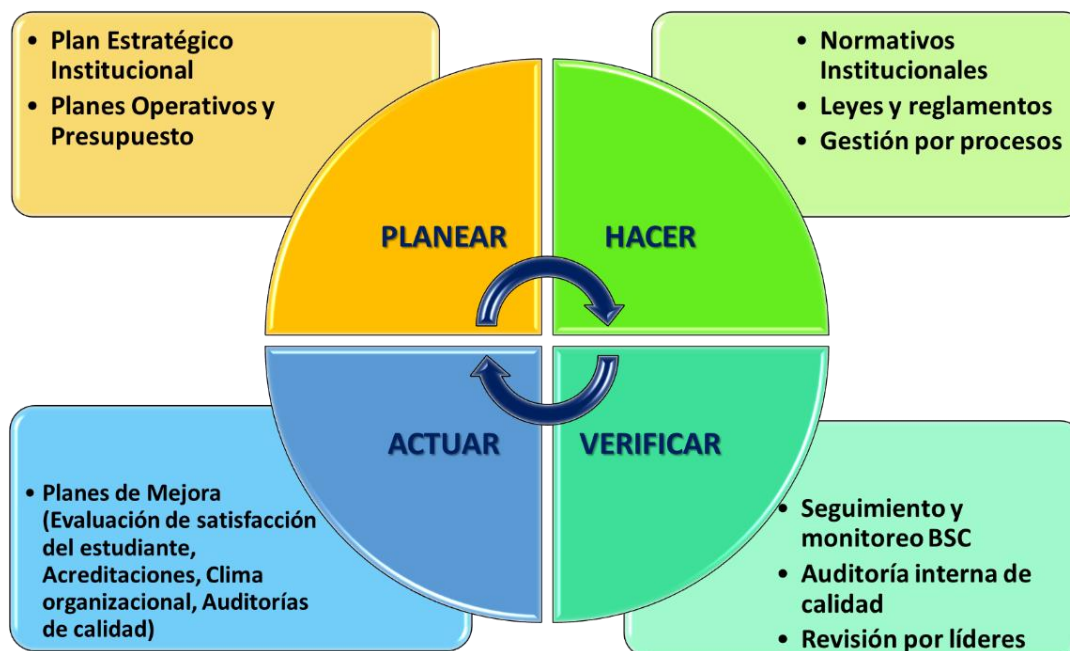 • Plan Estratégico
Institucional
• Planes Operativos y
Presupuesto
• Normativos
Institucionales
• Leyes y reglamentos
• Gestión por procesos
PLANEAR
HACER
ACTUAR
VERIFICAR
• Planes de Mejora
(Evaluación de satisfacción
del estudiante,
Acreditaciones, Clima
organizacional, Auditorías
de calidad)
• Seguimiento y
monitoreo BSC
• Auditoría interna de
calidad
• Revisión por líderes